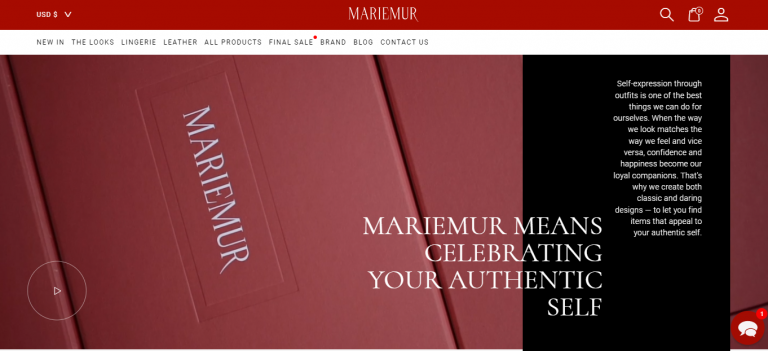 USD $
MARIEMUR
0
NEW IN THE LOOKS LINGERIE LEATHER ALL PRODUCTS FINAL SALE BRAND BLOG CONTACT US
MARIEMUR
Self-expression through
outfits is one of the best
things we can do for
ourselves. When the way
we look matches the
way we feel and vice
versa, confidence and
happiness become our
loyal companions. That's
why we create both
classic and daring
designs — to let you find
items that appeal to
your authentic self.
MARIEMUR MEANS
CELEBRATING
YOUR AUTHENTIC
SELF
1